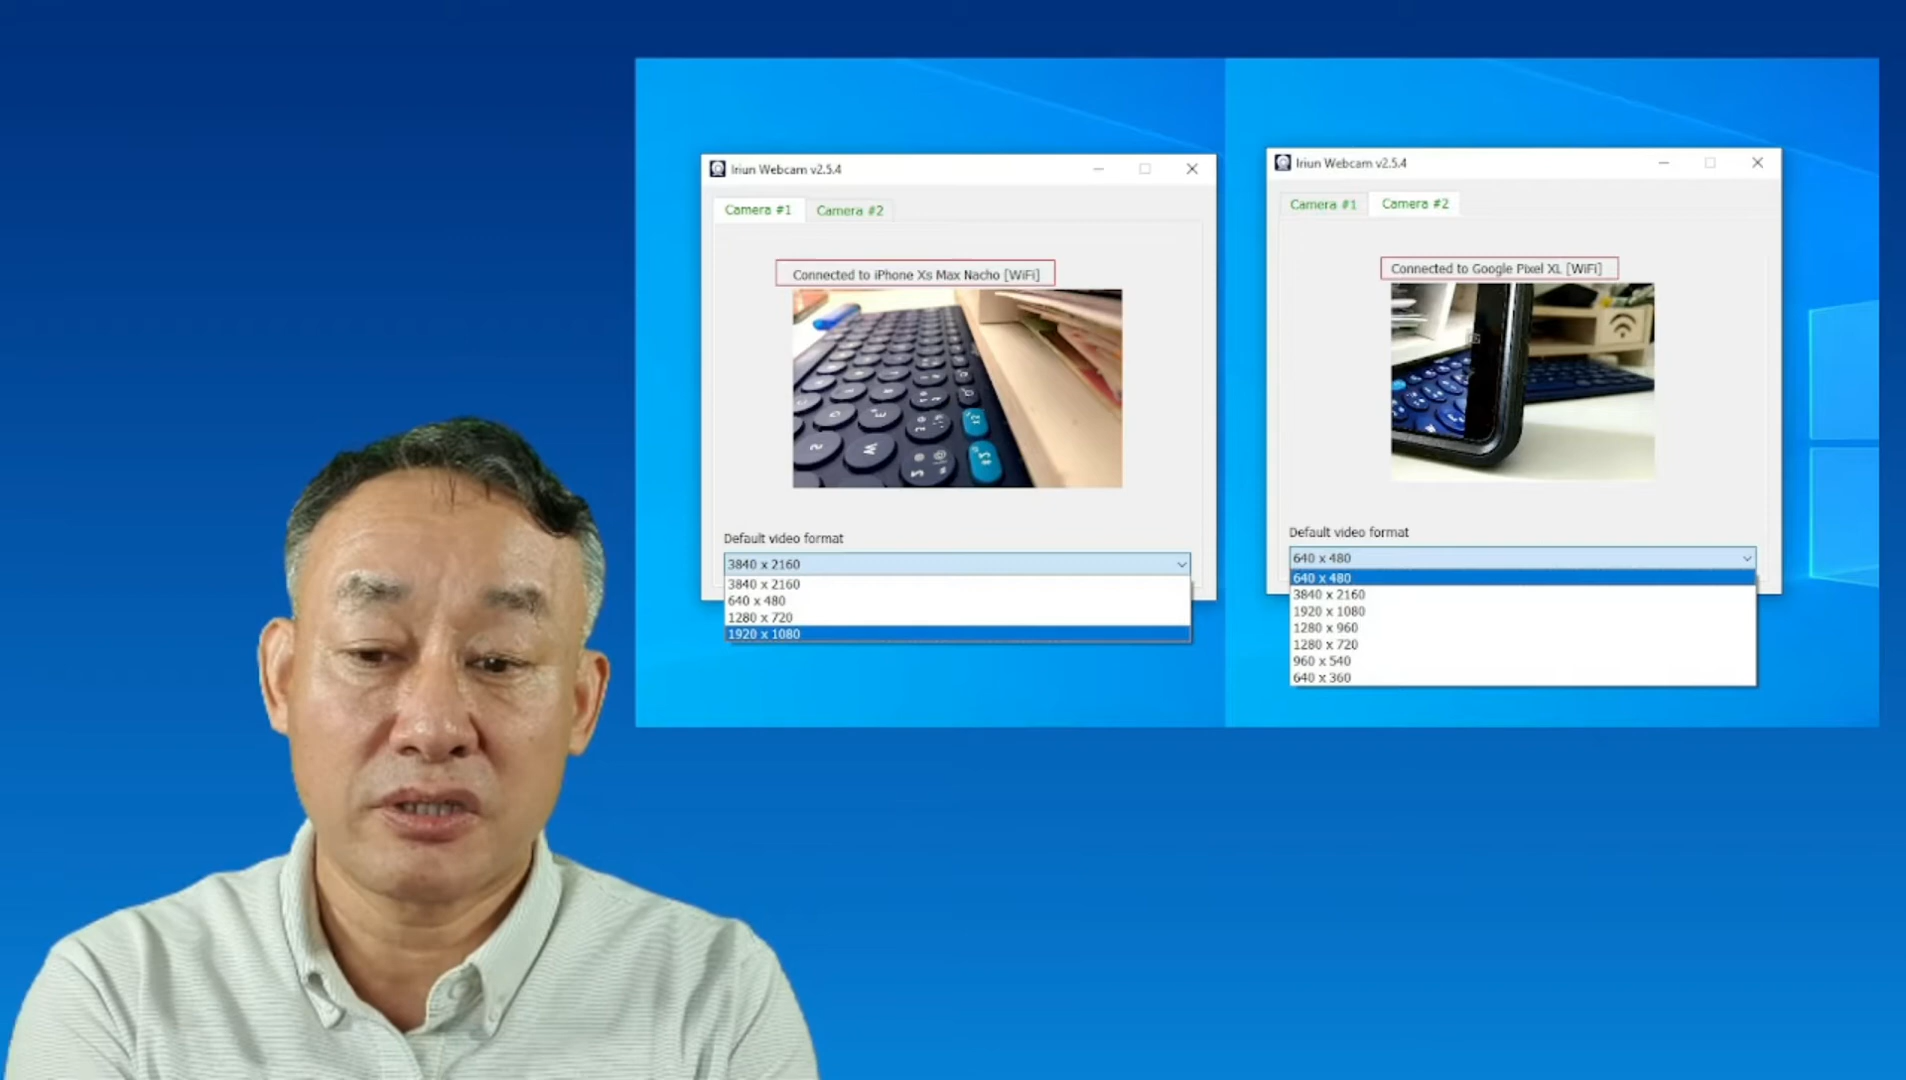 Iriun Webcam v2.5.4
Camera #1 Camera #2
Connected to iPhone Xs Max Nacho [WiFi]
Default video format
3840 x 2160
3840 x 2160
640 x 480
1280 x 720
1920 x 1080
Iriun Webcam v2.5.4
Camera #1 Camera #2
Connected to Google Pixel XL [WiFi]
Default video format
640 x 480
640 x 480
3840 x 2160
1920 x 1080
1280 x 960
1280 x 720
960 x 540
640 x 360